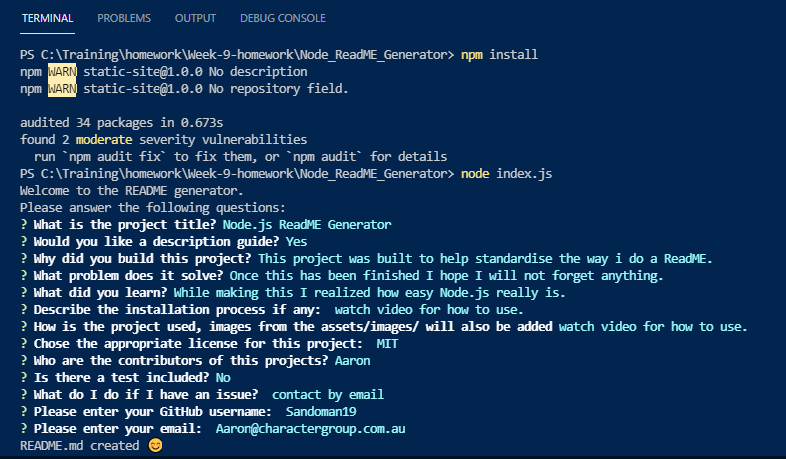 TERMINAL PROBLEMS OUTPUT DEBUG CONSOLE
PS C:\Training\homework\Week-9-homework\Node_ReadME_Generator> npm install
npm WARN static-site@1.0.0 No description
npm WARN static-site@1.0.0 No repository field.
audited 34 packages in 0.673s
found 2 moderate severity vulnerabilities
  run `npm audit fix` to fix them, or `npm audit` for details
PS C:\Training\homework\Week-9-homework\Node_ReadME_Generator> node index.js
Welcome to the README generator.
Please answer the following questions:
? What is the project title? Node.js ReadME Generator
? Would you like a description guide? Yes
? Why did you build this project? This project was built to help standardise the way i do a ReadME.
? What problem does it solve? Once this has been finished I hope I will not forget anything.
? What did you learn? While making this I realized how easy Node.js really is.
? Describe the installation process if any:  watch video for how to use.
? How is the project used, images from the assets/images/ will also be added watch video for how to use.
? Chose the appropriate license for this project:  MIT
? Who are the contributors of this projects? Aaron
? Is there a test included? No
? What do I do if I have an issue?  contact by email
? Please enter your GitHub username:  Sandoman19
? Please enter your email:  Aaron@charactergroup.com.au
README.md created 😊